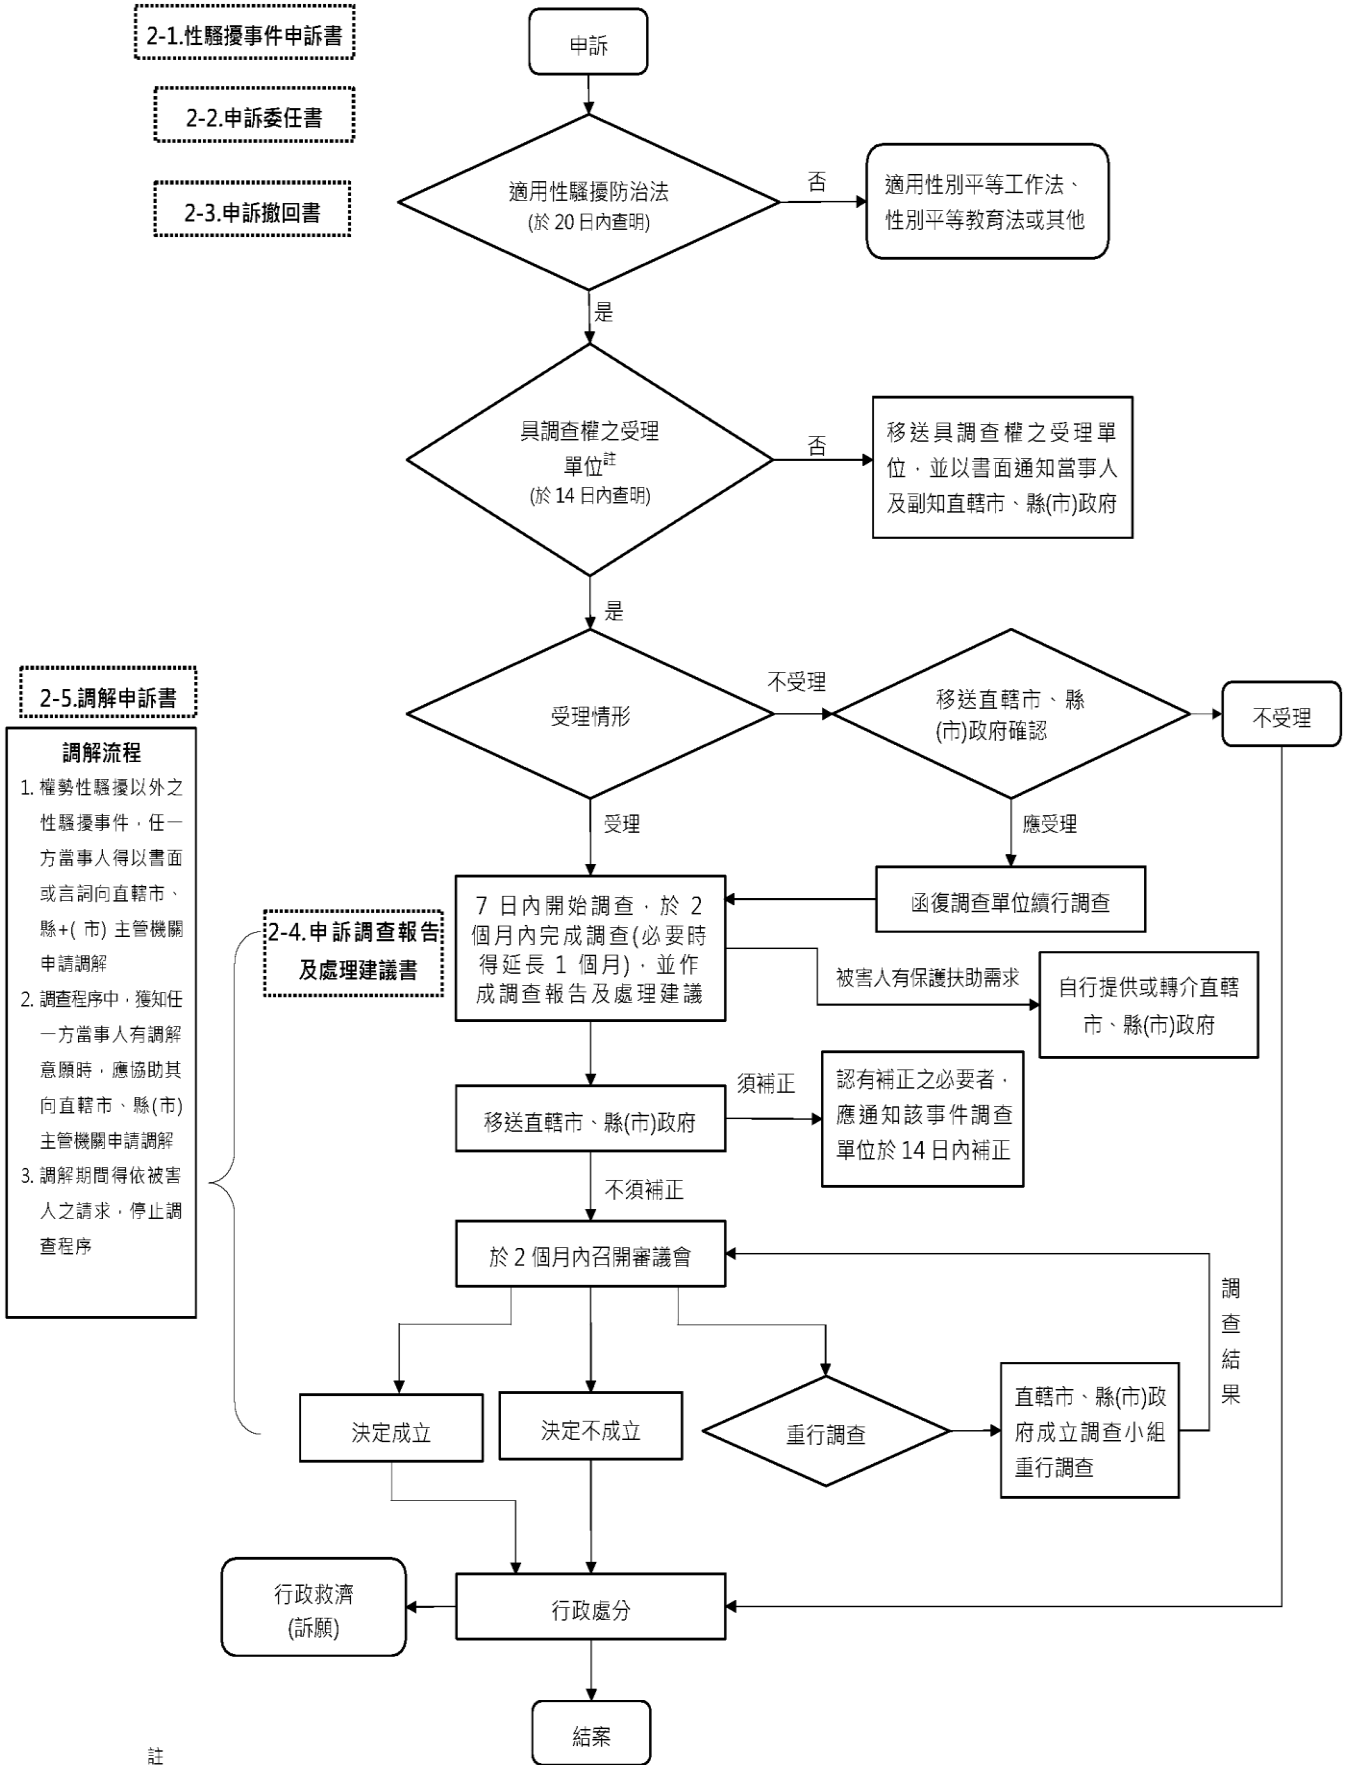 2-1.性騷擾事件申訴書
申訴
2-2.申訴委任書
2-3.申訴撤回書
適用性騷擾防治法
(於 20 日內查明)
否
適用性別平等工作法、
性別平等教育法或其他
是
具調查權之受理
單位註
(於 14 日內查明)
否
移送具調查權之受理單
位，並以書面通知當事人
及副知直轄市、縣(市)政府
是
受理情形
不受理
移送直轄市、縣
(市)政府確認
不受理
受理
應受理
函復調查單位續行調查
2-5.調解申訴書
調解流程
1. 權勢性騷擾以外之
性騷擾事件，任一
方當事人得以書面
或言詞向直轄市、
縣+( 市) 主管機關
申請調解
2. 調查程序中，獲知任
一方當事人有調解
意願時，應協助其
向直轄市、縣(市)
主管機關申請調解
3. 調解期間得依被害
人之請求，停止調
查程序
2-4.申訴調查報告
及處理建議書
7 日內開始調查，於 2
個月內完成調查(必要時
得延長 1 個月)，並作
成調查報告及處理建議
被害人有保護扶助需求
自行提供或轉介直轄
市、縣(市)政府
移送直轄市、縣(市)政府
須補正
認有補正之必要者，
應通知該事件調查
單位於 14 日內補正
不須補正
於 2 個月內召開審議會
決定成立
決定不成立
重行調查
直轄市、縣(市)政
府成立調查小組
重行調查
調
查
結
果
行政處分
行政救濟
(訴願)
結案
註